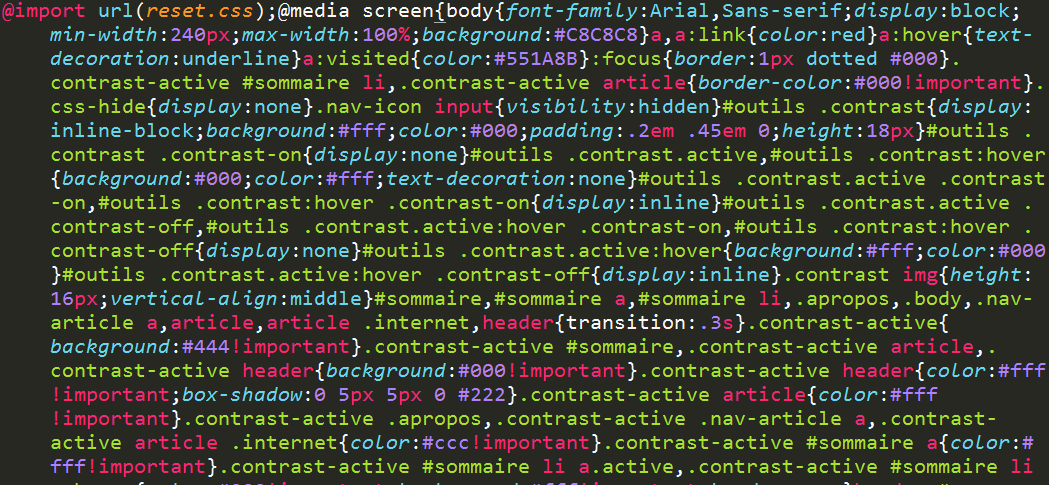 @import url(reset.css);@media screen{body{font-family:Arial,Sans-serif;display:block;
min-width:240px;max-width:100%;background:#C8C8C8}a,a:link{color:red}a:hover{text-
decoration:underline}a:visited{color:#551A8B}:focus{border:1px dotted #000}.
contrast-active #sommaire li,.contrast-active article{border-color:#000!important}.
css-hide{display:none}.nav-icon input{visibility:hidden}#outils .contrast{display:
inline-block;background:#fff;color:#000;padding:.2em .45em 0;height:18px}#outils .
contrast .contrast-on{display:none}#outils .contrast.active,#outils .contrast:hover
{background:#000;color:#fff;text-decoration:none}#outils .contrast.active .contrast
-on,#outils .contrast:hover .contrast-on{display:inline}#outils .contrast.active .
contrast-off,#outils .contrast.active:hover .contrast-on,#outils .contrast:hover .
contrast-off{display:none}#outils .contrast.active:hover{background:#fff;color:#000
}#outils .contrast.active:hover .contrast-off{display:inline}.contrast img{height:
16px;vertical-align:middle}#sommaire,#sommaire a,#sommaire li,.apropos,.body,.nav-
article a,article,article .internet,header{transition:.3s}.contrast-active{
background:#444!important}.contrast-active #sommaire,.contrast-active article,.
contrast-active header{background:#000!important}.contrast-active header{color:#fff
!important;box-shadow:0 5px 5px 0 #222}.contrast-active article{color:#fff
!important}.contrast-active .apropos,.contrast-active .nav-article a,.contrast-
active article .internet{color:#ccc!important}.contrast-active #sommaire a{color:#
fff!important}.contrast-active #sommaire li a.active,.contrast-active #sommaire li